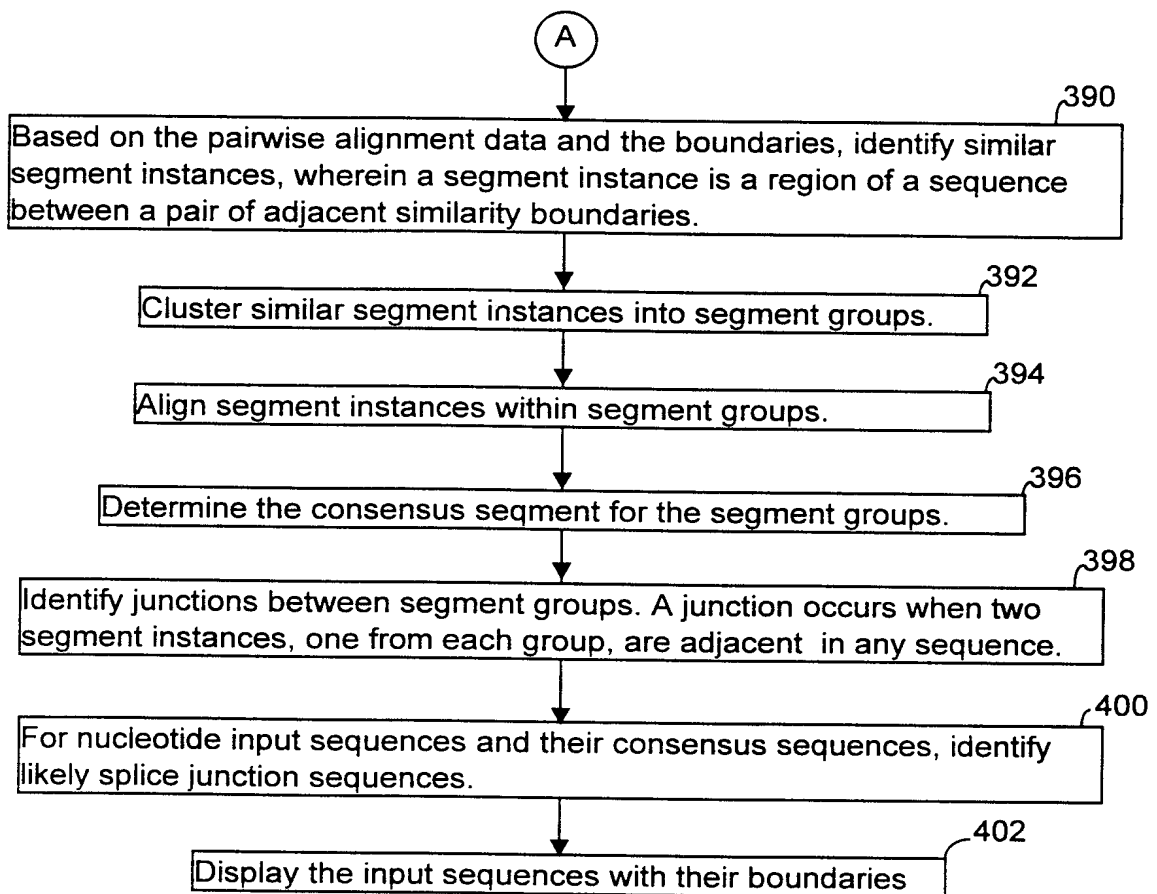 A
390
Based on the pairwise alignment data and the boundaries, identify similar
segment instances, wherein a segment instance is a region of a sequence
between a pair of adjacent similarity boundaries.
392
Cluster similar segment instances into segment groups.
394
Align segment instances within segment groups.
396
Determine the consensus seqment for the segment groups.
398
Identify junctions between segment groups. A junction occurs when two
segment instances, one from each group, are adjacent in any sequence.
400
For nucleotide input sequences and their consensus sequences, identify
likely splice junction sequences.
402
Display the input sequences with their boundaries